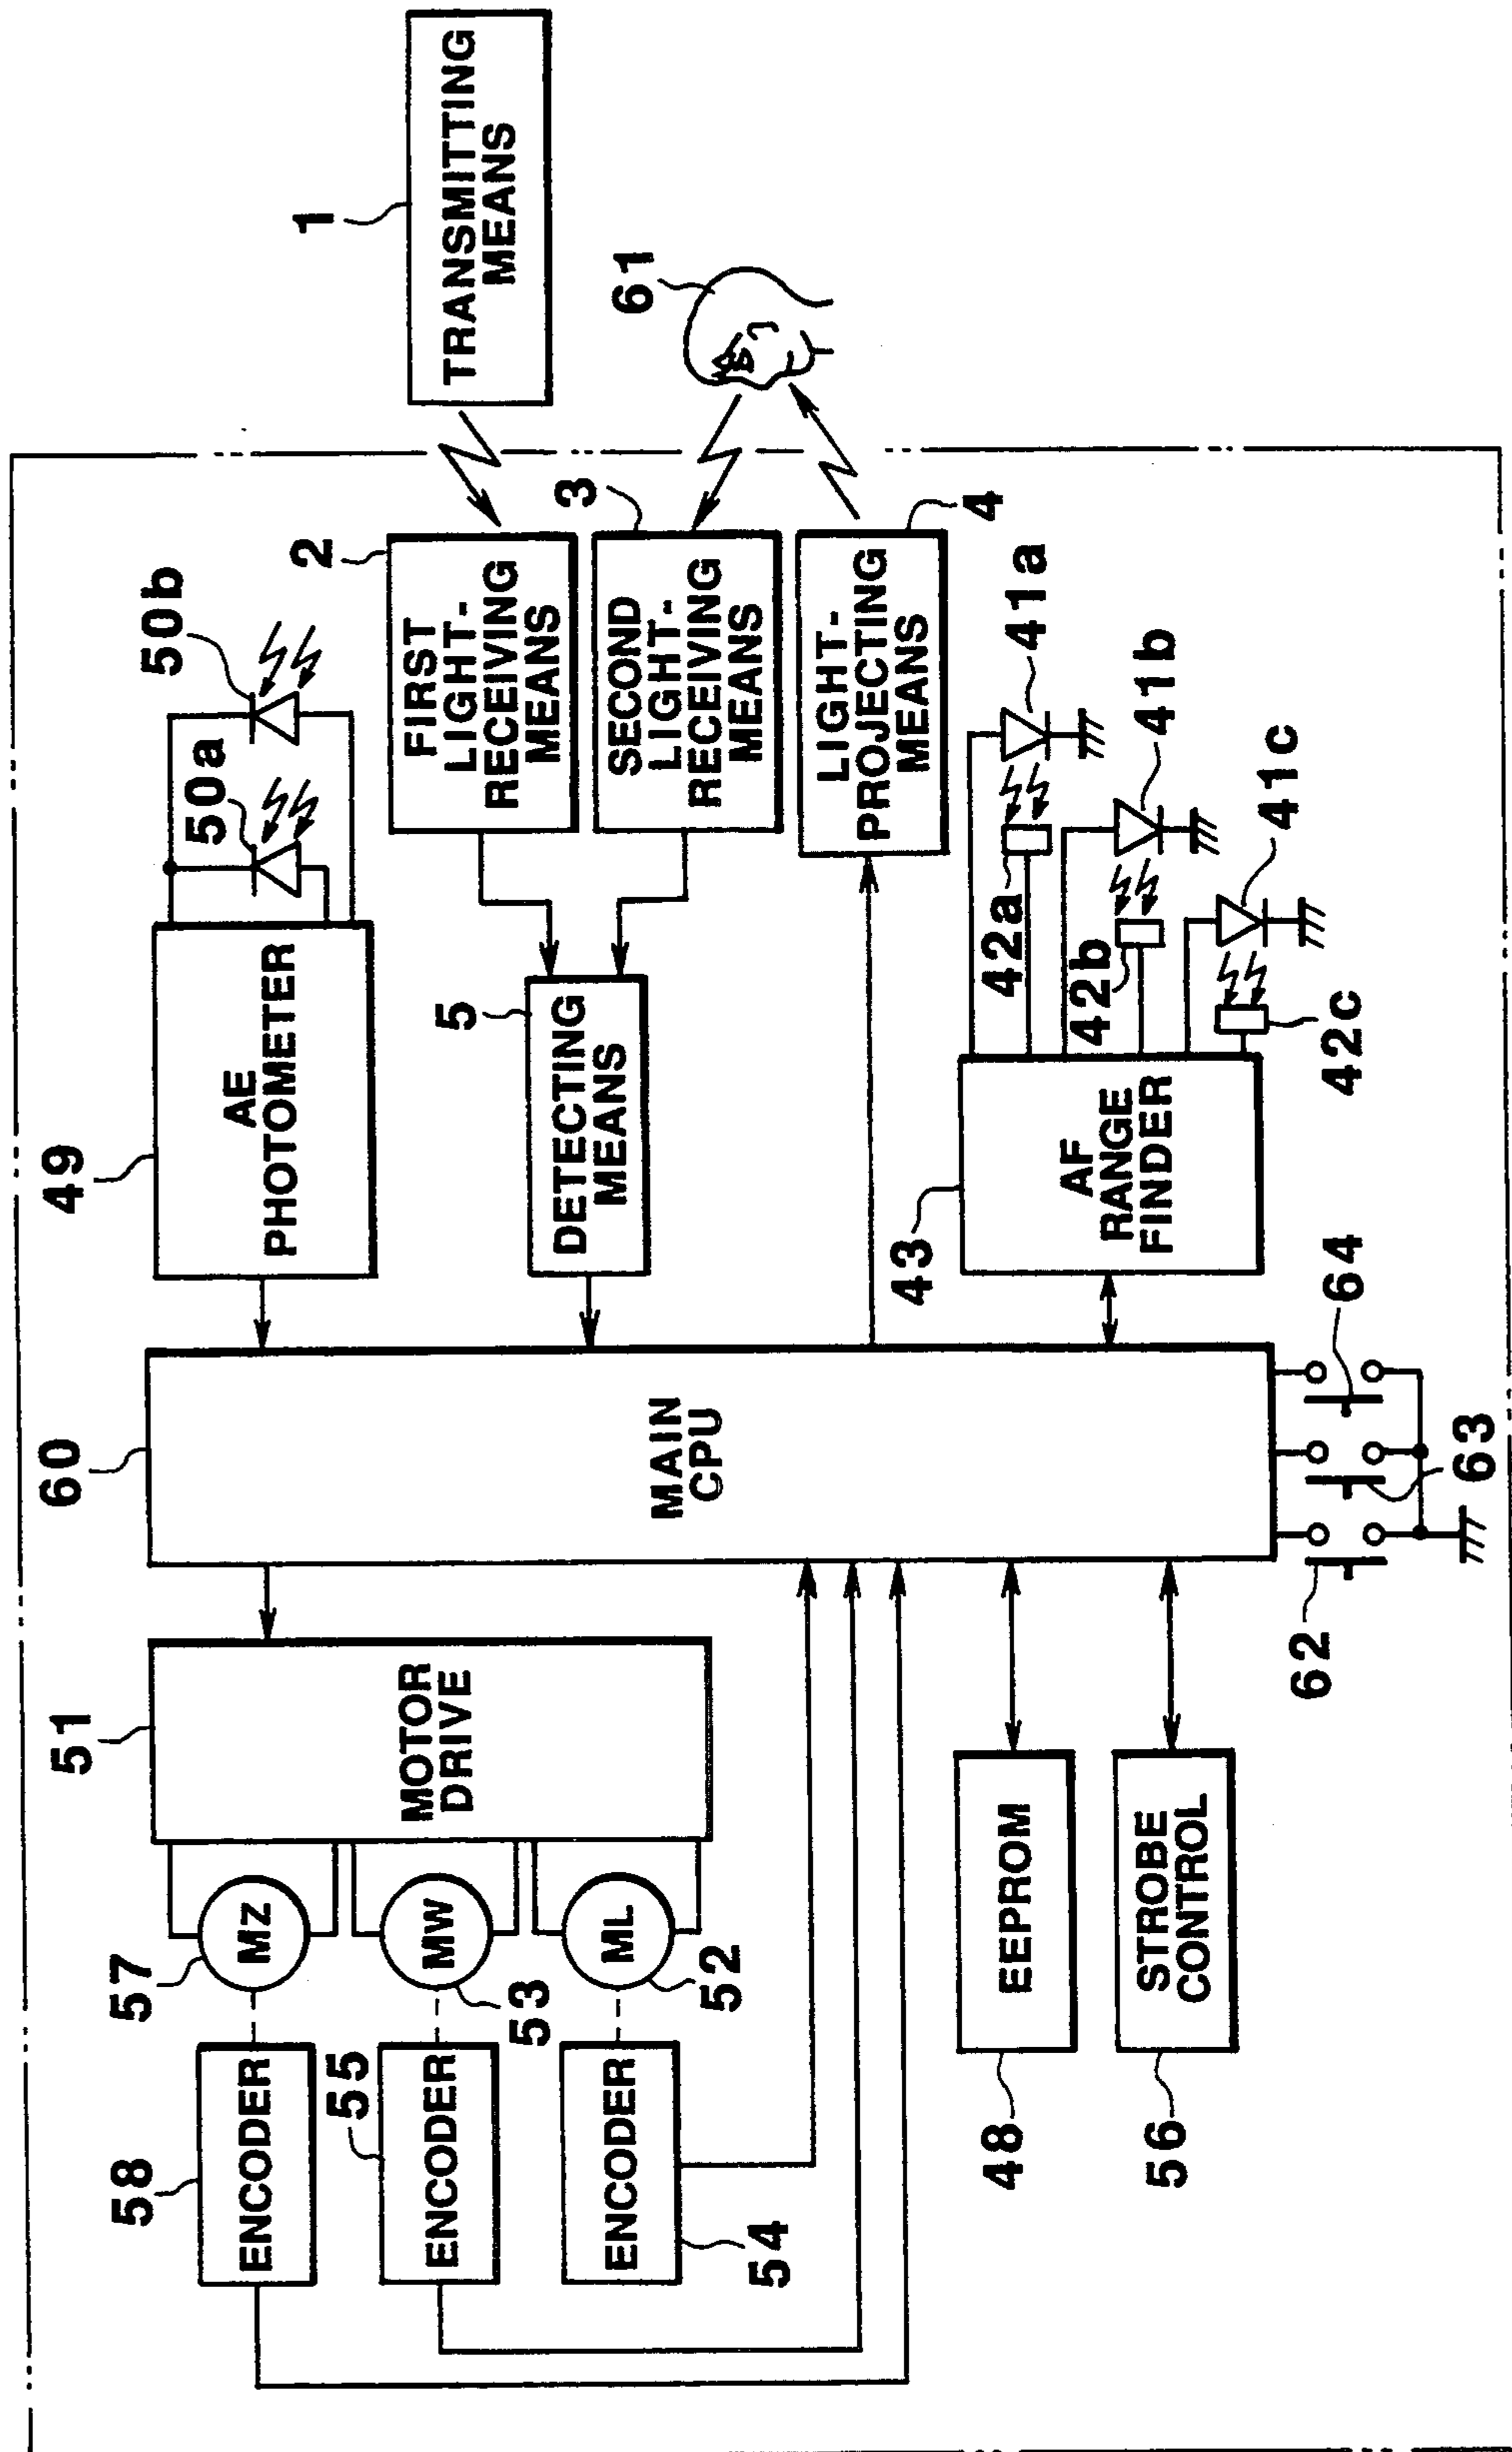 1
TRANSMITTING
MEANS
61
2
FIRST
LIGHT-
RECEIVING
MEANS
3
SECOND
LIGHT-
RECEIVING
MEANS
4
LIGHT-
PROJECTING
MEANS
50b
50a
41a
41b
41c
42a
42b
42c
49
AE
PHOTOMETER
5
DETECTING
MEANS
43
AF
RANGE
FINDER
60
MAIN
CPU
64
63
62
51
MOTOR
DRIVE
57
MZ
53
MW
52
ML
58
ENCODER
55
ENCODER
54
ENCODER
48
EEPROM
56
STROBE
CONTROL